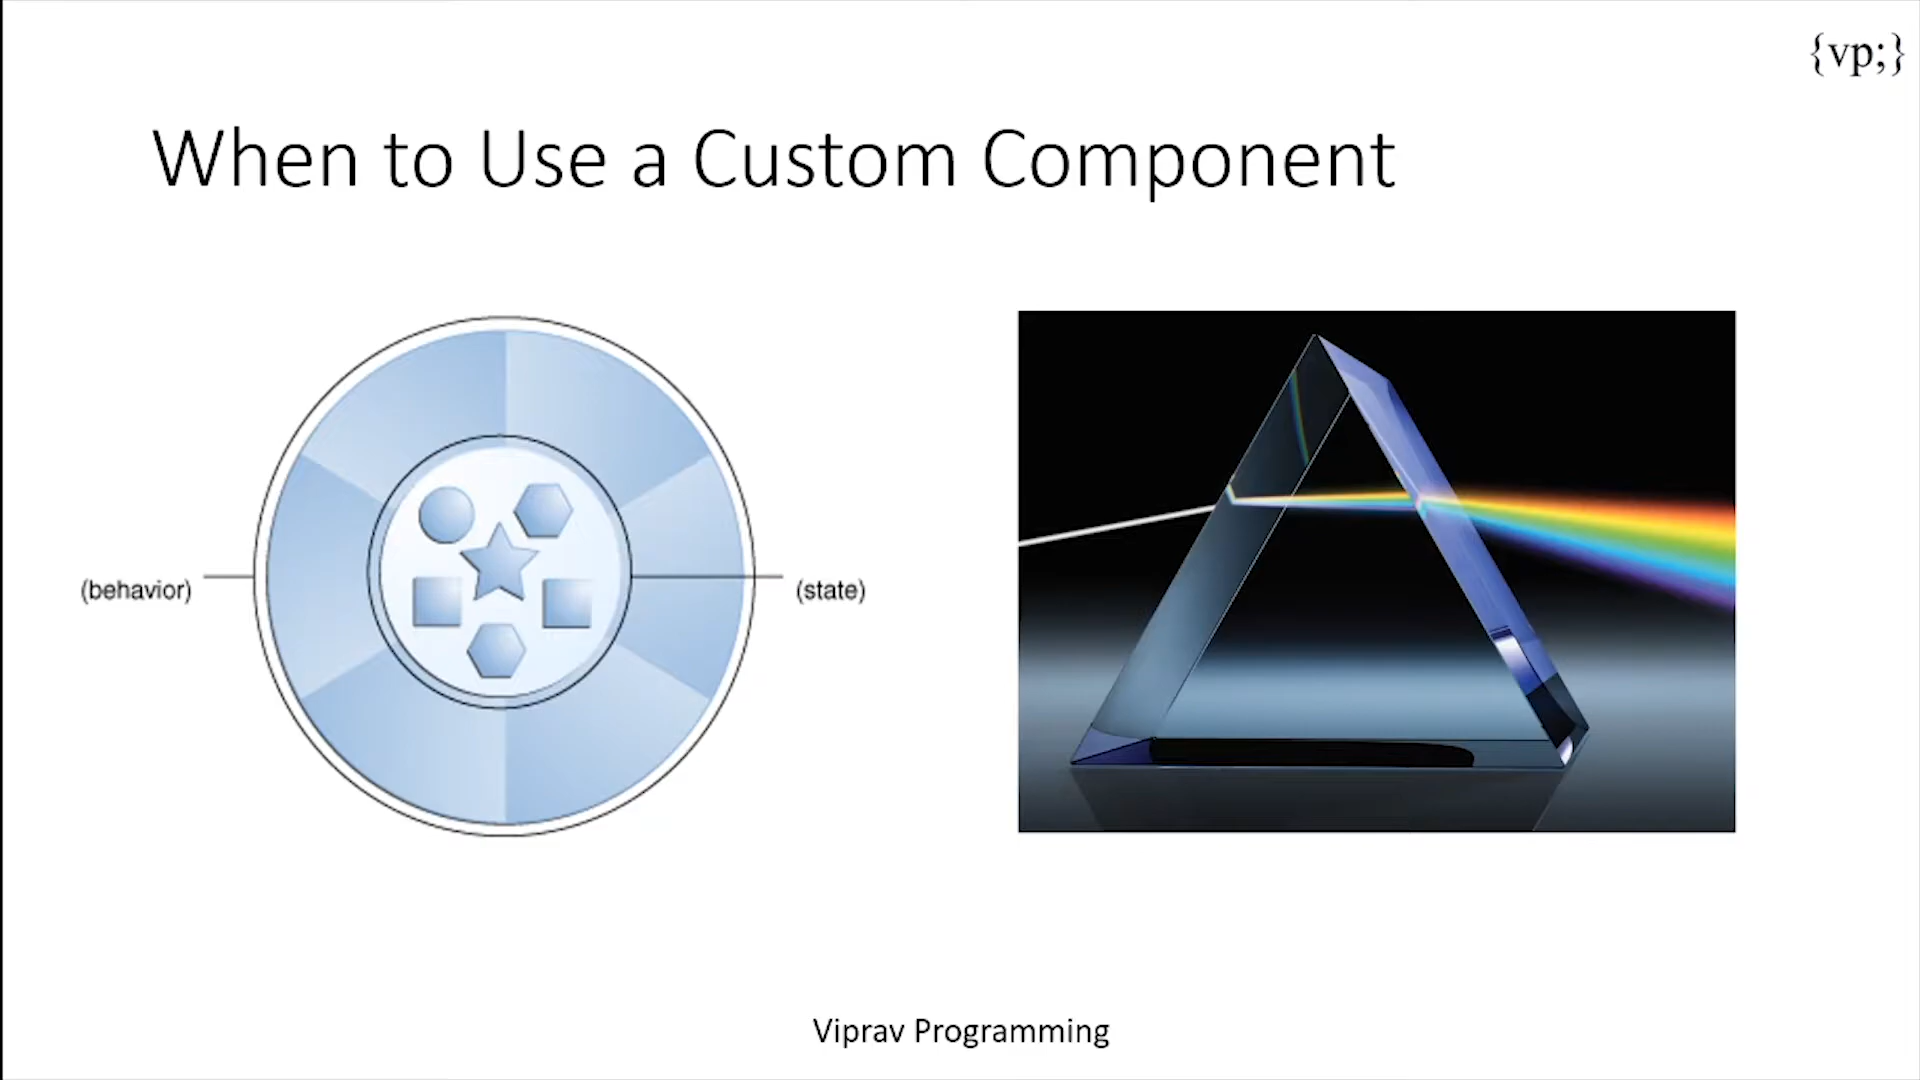 {vp;}
When to Use a Custom Component
(behavior)
(state)
Viprav Programming